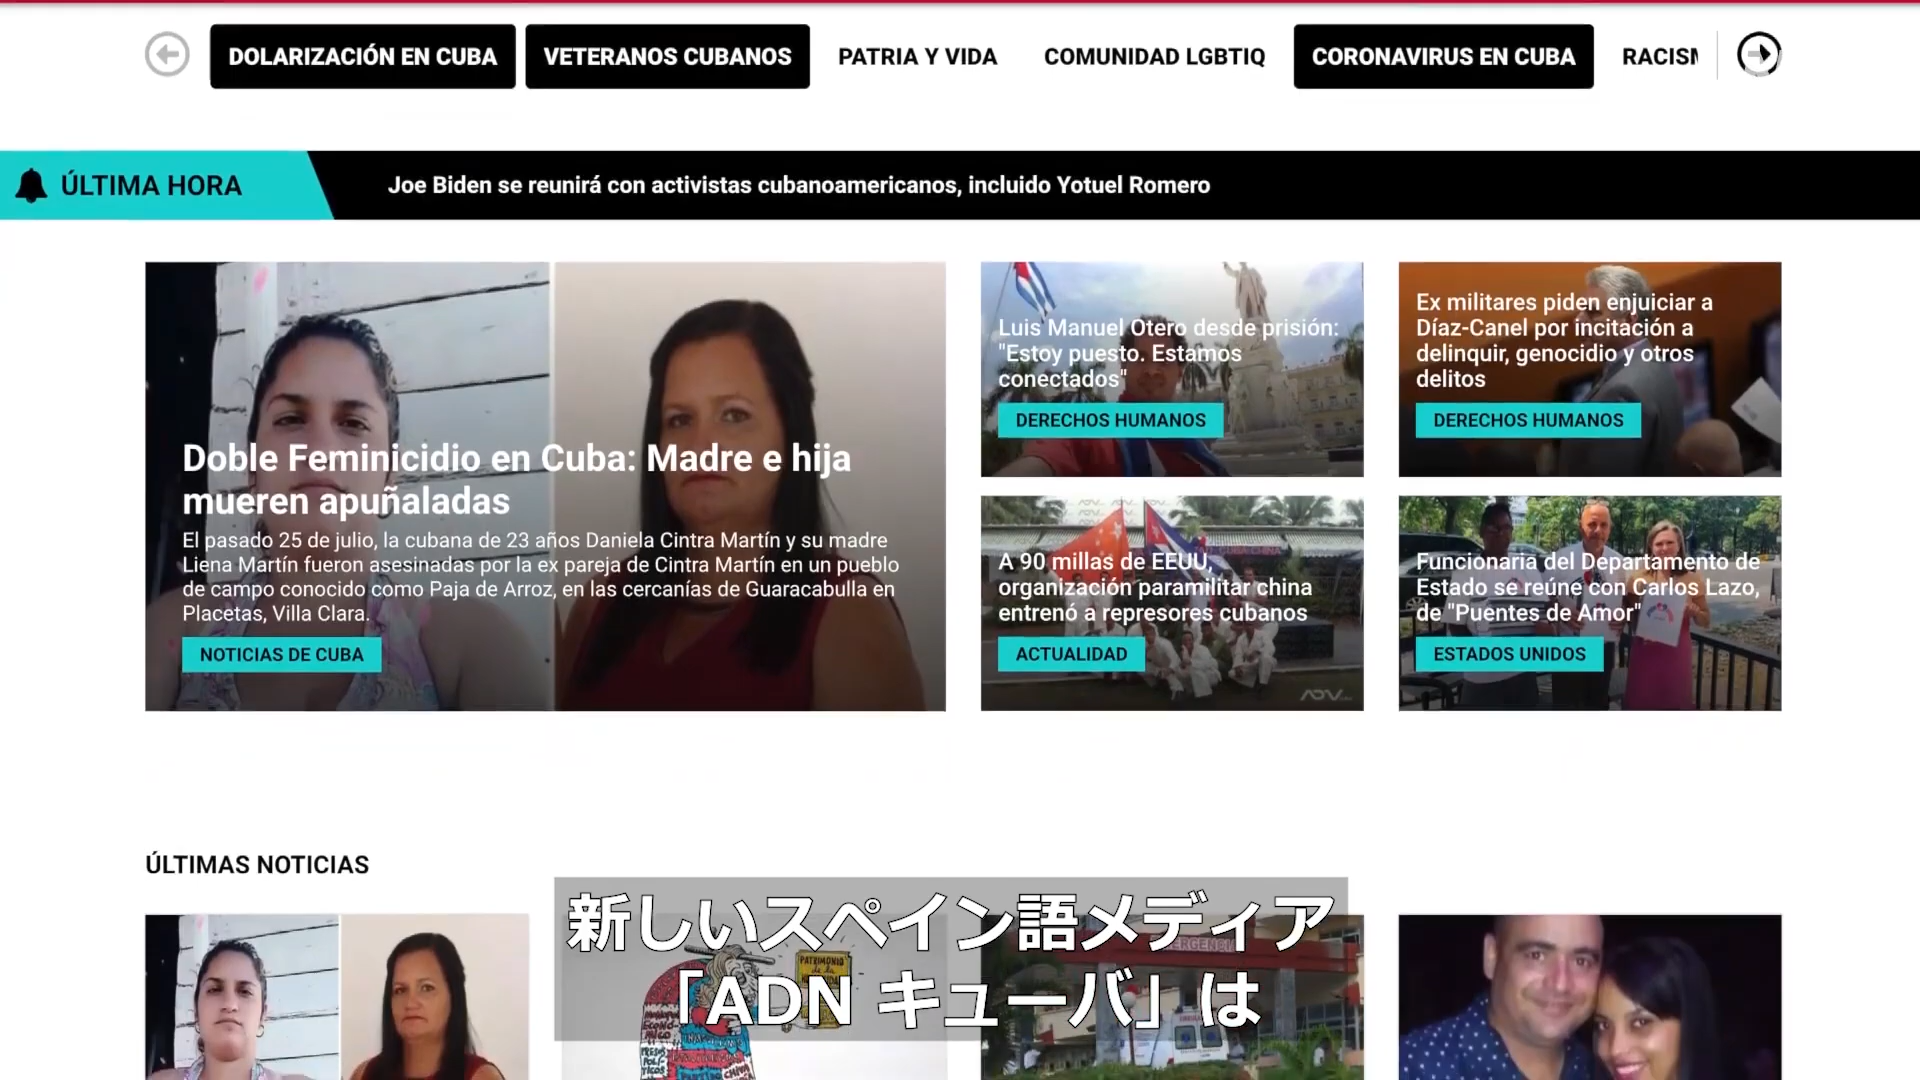 DOLARIZACIÓN EN CUBA
VETERANOS CUBANOS
PATRIA Y VIDA
COMUNIDAD LGBTIQ
CORONAVIRUS EN CUBA
ÚLTIMA HORA
Joe Biden se reunirá con activistas cubanoamericanos, incluido Yotuel Romero
Doble Feminicidio en Cuba: Madre e hija
mueren apuñaladas
El pasado 25 de julio, la cubana de 23 años Daniela Cintra Martín y su madre
Liena Martín fueron asesinadas por la ex pareja de Cintra Martín en un pueblo
de campo conocido como Paja de Arroz, en las cercanías de Guaracabulla en
Placetas, Villa Clara.
NOTICIAS DE CUBA
Luis Manuel Otero desde prisión:
"Estoy puesto. Estamos
conectados"
DERECHOS HUMANOS
Ex militares piden enjuiciar a
Díaz-Canel por incitación a
delinquir, genocidio y otros
delitos
DERECHOS HUMANOS
A 90 millas de EEUU,
organización paramilitar china
entrenó a represores cubanos
ACTUALIDAD
Funcionaria del Departamento de
Estado se reúne con Carlos Lazo,
de "Puentes de Amor"
ESTADOS UNIDOS
ÚLTIMAS NOTICIAS
PATRIMONIO
de la
新しいスペイン語メディア
「ADN キューバ」は